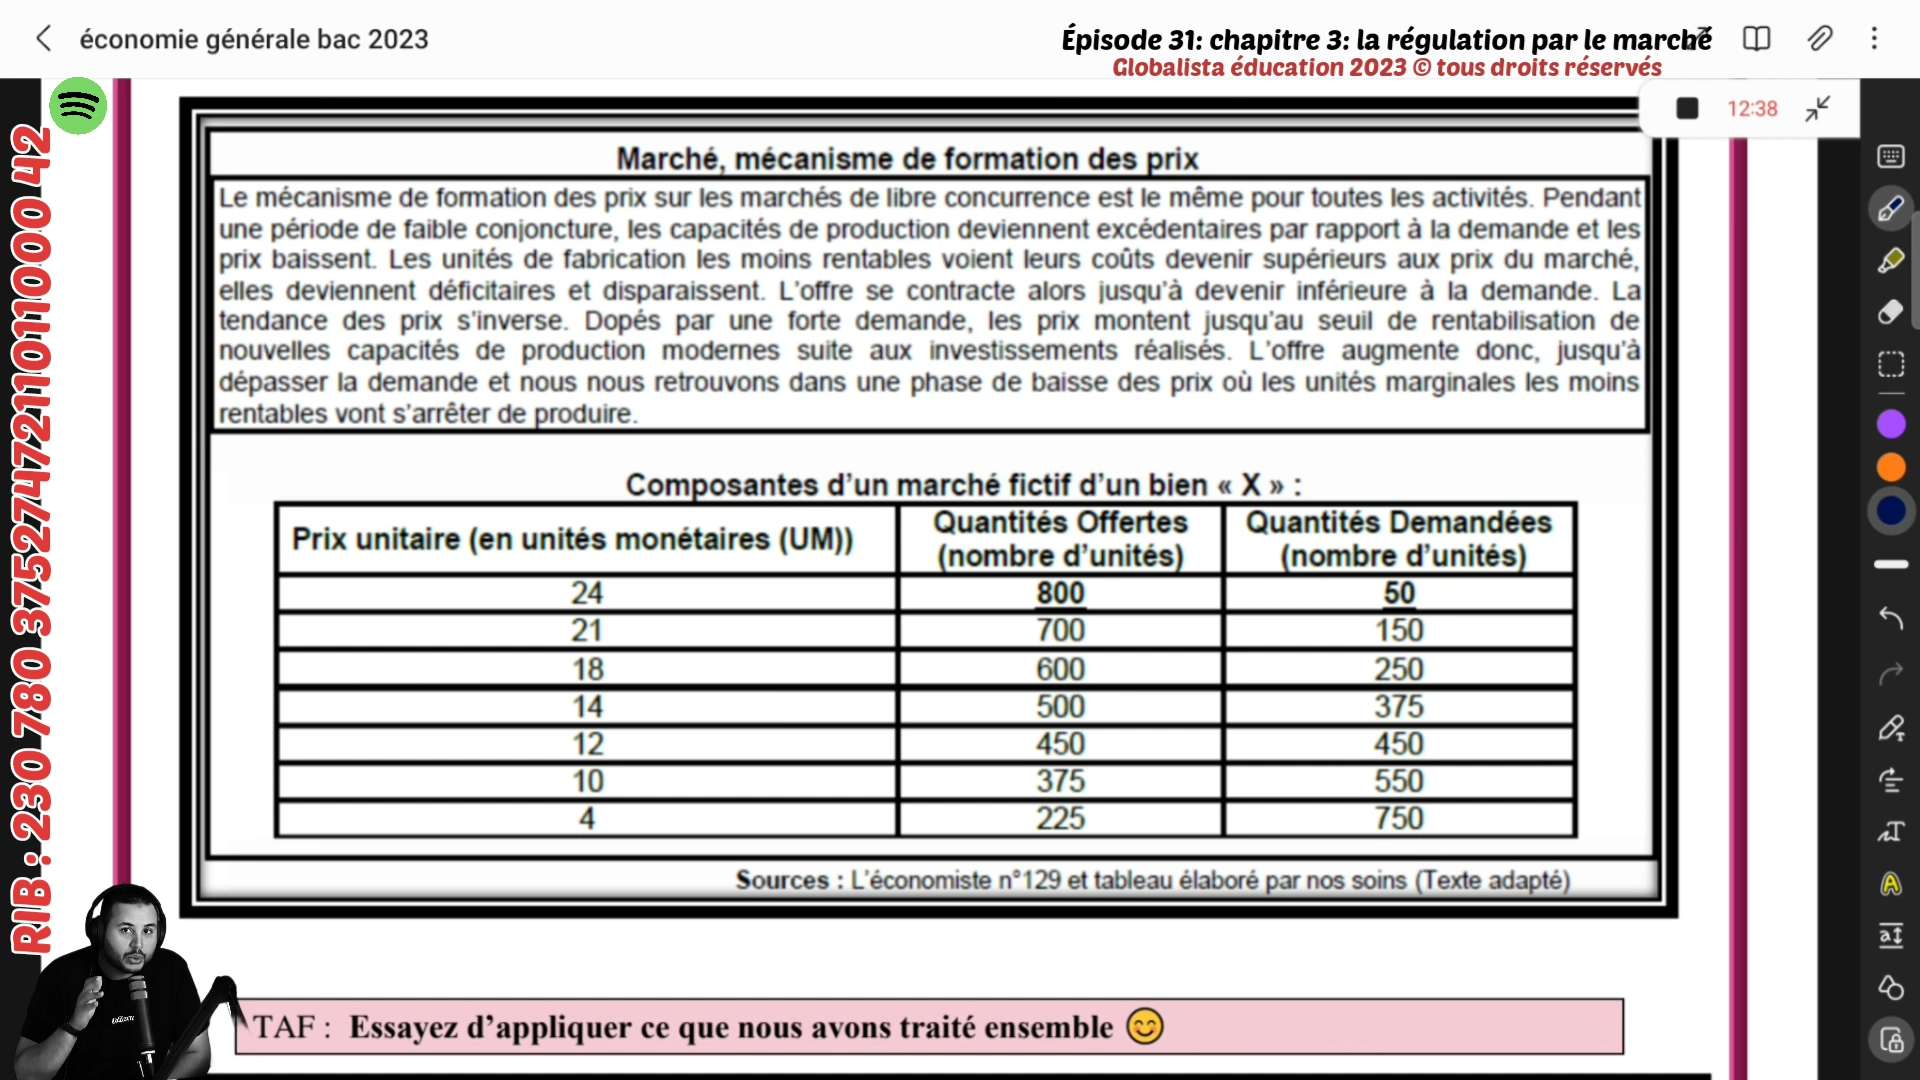 économie générale bac 2023
Épisode 31: chapitre 3: la régulation par le marché
Globalista éducation 2023 © tous droits réservés
12:38
RIB : 230 780 3752747211011000 42
Marché, mécanisme de formation des prix
Le mécanisme de formation des prix sur les marchés de libre concurrence est le même pour toutes les activités. Pendant
une période de faible conjoncture, les capacités de production deviennent excédentaires par rapport à la demande et les
prix baissent. Les unités de fabrication les moins rentables voient leurs coûts devenir supérieurs aux prix du marché,
elles deviennent déficitaires et disparaissent. L'offre se contracte alors jusqu'à devenir inférieure à la demande. La
tendance des prix s'inverse. Dopés par une forte demande, les prix montent jusqu'au seuil de rentabilisation de
nouvelles capacités de production modernes suite aux investissements réalisés. L'offre augmente donc, jusqu'à
dépasser la demande et nous nous retrouvons dans une phase de baisse des prix où les unités marginales les moins
rentables vont s'arrêter de produire.
Composantes d'un marché fictif d'un bien « X » :
Prix unitaire (en unités monétaires (UM)) Quantités Offertes (nombre d'unités) Quantités Demandées (nombre d'unités)
24 800 50
21 700 150
18 600 250
14 500 375
12 450 450
10 375 550
4 225 750
Sources : L'économiste n°129 et tableau élaboré par nos soins (Texte adapté)
TAF : Essayez d'appliquer ce que nous avons traité ensemble 😊